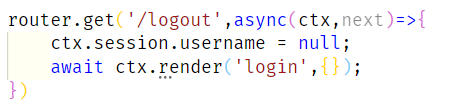 router.get('/logout',async(ctx,next)=>{
    ctx.session.username = null;
    await ctx.render('login',{});
})